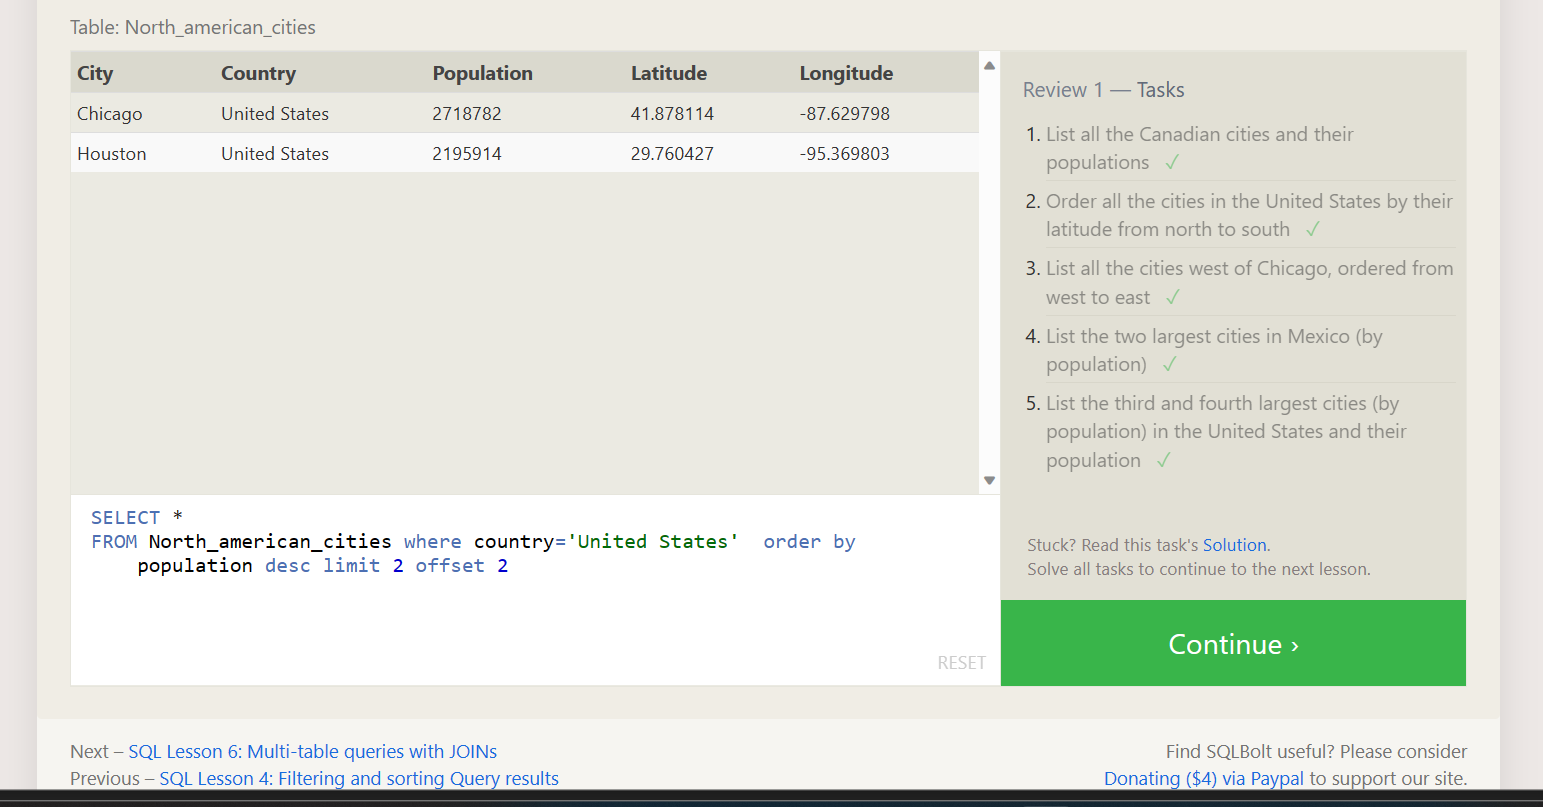 Table: North_american_cities
City Country Population Latitude Longitude
Chicago United States 2718782 41.878114 -87.629798
Houston United States 2195914 29.760427 -95.369803
SELECT *
FROM North_american_cities where country='United States'  order by
population desc limit 2 offset 2
RESET
Review 1 — Tasks
1. List all the Canadian cities and their
populations ✓
2. Order all the cities in the United States by their
latitude from north to south ✓
3. List all the cities west of Chicago, ordered from
west to east ✓
4. List the two largest cities in Mexico (by
population) ✓
5. List the third and fourth largest cities (by
population) in the United States and their
population ✓
Stuck? Read this task's Solution.
Solve all tasks to continue to the next lesson.
Continue ›
Next – SQL Lesson 6: Multi-table queries with JOINs
Previous – SQL Lesson 4: Filtering and sorting Query results
Find SQLBolt useful? Please consider
Donating ($4) via Paypal to support our site.